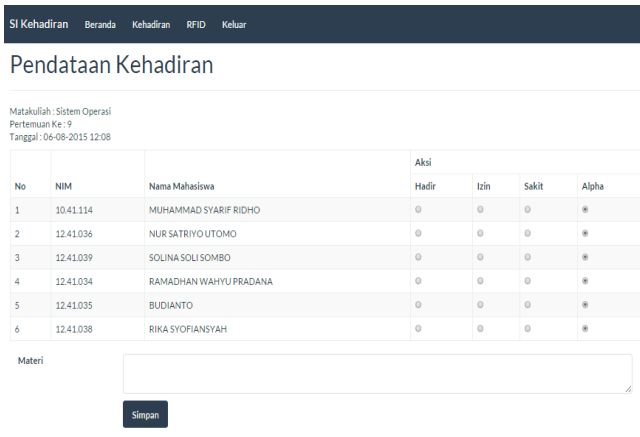 SI Kehadiran Beranda Kehadiran RFID Keluar
Pendataan Kehadiran
Matakuliah : Sistem Operasi
Pertemuan Ke : 9
Tanggal : 06-08-2015 12:08
Aksi
No NIM Nama Mahasiswa Hadir Izin Sakit Alpha
1 10.41.114 MUHAMMAD SYARIF RIDHO
2 12.41.036 NUR SATRIYO UTOMO
3 12.41.039 SOLINA SOLI SOMBO
4 12.41.034 RAMADHAN WAHYU PRADANA
5 12.41.035 BUDIANTO
6 12.41.038 RIKA SYOFIANSYAH
Materi
Simpan